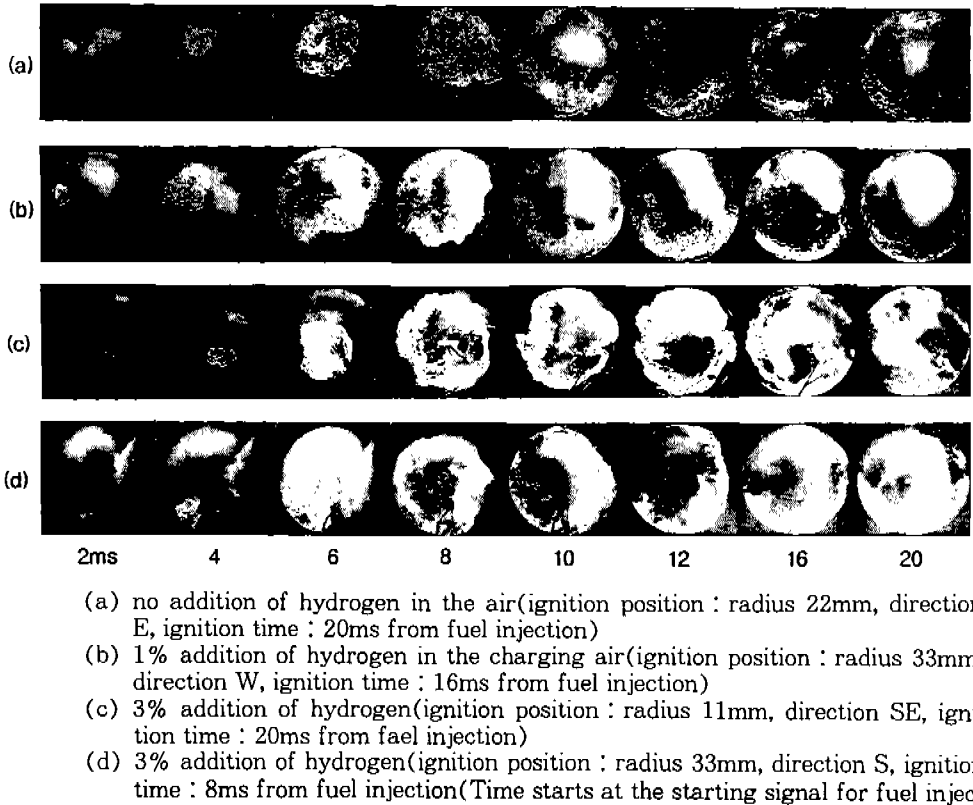 (a)
(b)
(c)
(d)
2ms 4 6 8 10 12 16 20
(a) no addition of hydrogen in the air(ignition position : radius 22mm, direction
E, ignition time : 20ms from fuel injection)
(b) 1% addition of hydrogen in the charging air(ignition position : radius 33mm
direction W, ignition time : 16ms from fuel injection)
(c) 3% addition of hydrogen(ignition position : radius 11mm, direction SE, igni
tion time : 20ms from fael injection)
(d) 3% addition of hydrogen(ignition position : radius 33mm, direction S, ignition
time : 8ms from fuel injection(Time starts at the starting signal for fuel injec